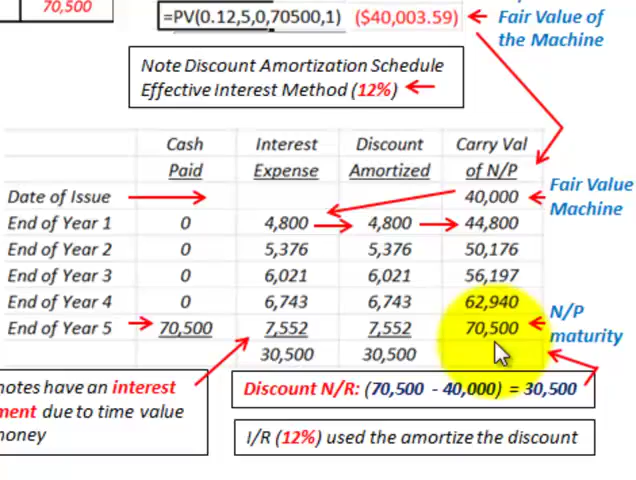 70,500
=PV(0.12,5,0,70500,1) ($40,003.59)
Fair Value of
the Machine
Note Discount Amortization Schedule
Effective Interest Method (12%)
Cash Interest Discount Carry Val
Paid Expense Amortized of N/P
Date of Issue 40,000
Fair Value
Machine
End of Year 1 0 4,800 4,800 44,800
End of Year 2 0 5,376 5,376 50,176
End of Year 3 0 6,021 6,021 56,197
End of Year 4 0 6,743 6,743 62,940
End of Year 5 70,500 7,552 7,552 70,500
N/P
maturity
30,500 30,500
notes have an interest
ment due to time value
money
Discount N/R: (70,500 - 40,000) = 30,500
I/R (12%) used the amortize the discount